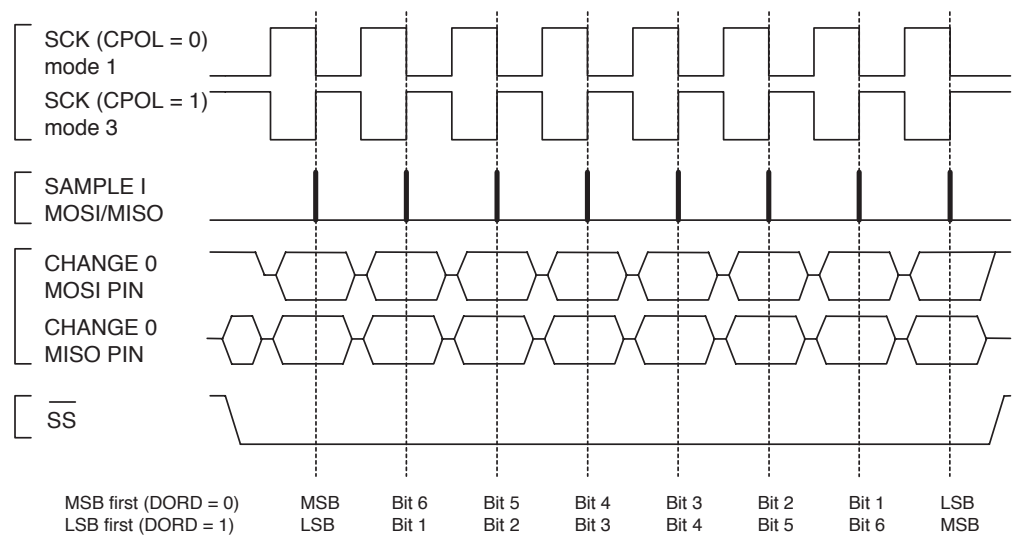 SCK (CPOL = 0)
mode 1
SCK (CPOL = 1)
mode 3
SAMPLE I
MOSI/MISO
CHANGE 0
MOSI PIN
CHANGE 0
MISO PIN
SS
MSB first (DORD = 0) MSB Bit 6 Bit 5 Bit 4 Bit 3 Bit 2 Bit 1 LSB
LSB first (DORD = 1) LSB Bit 1 Bit 2 Bit 3 Bit 4 Bit 5 Bit 6 MSB